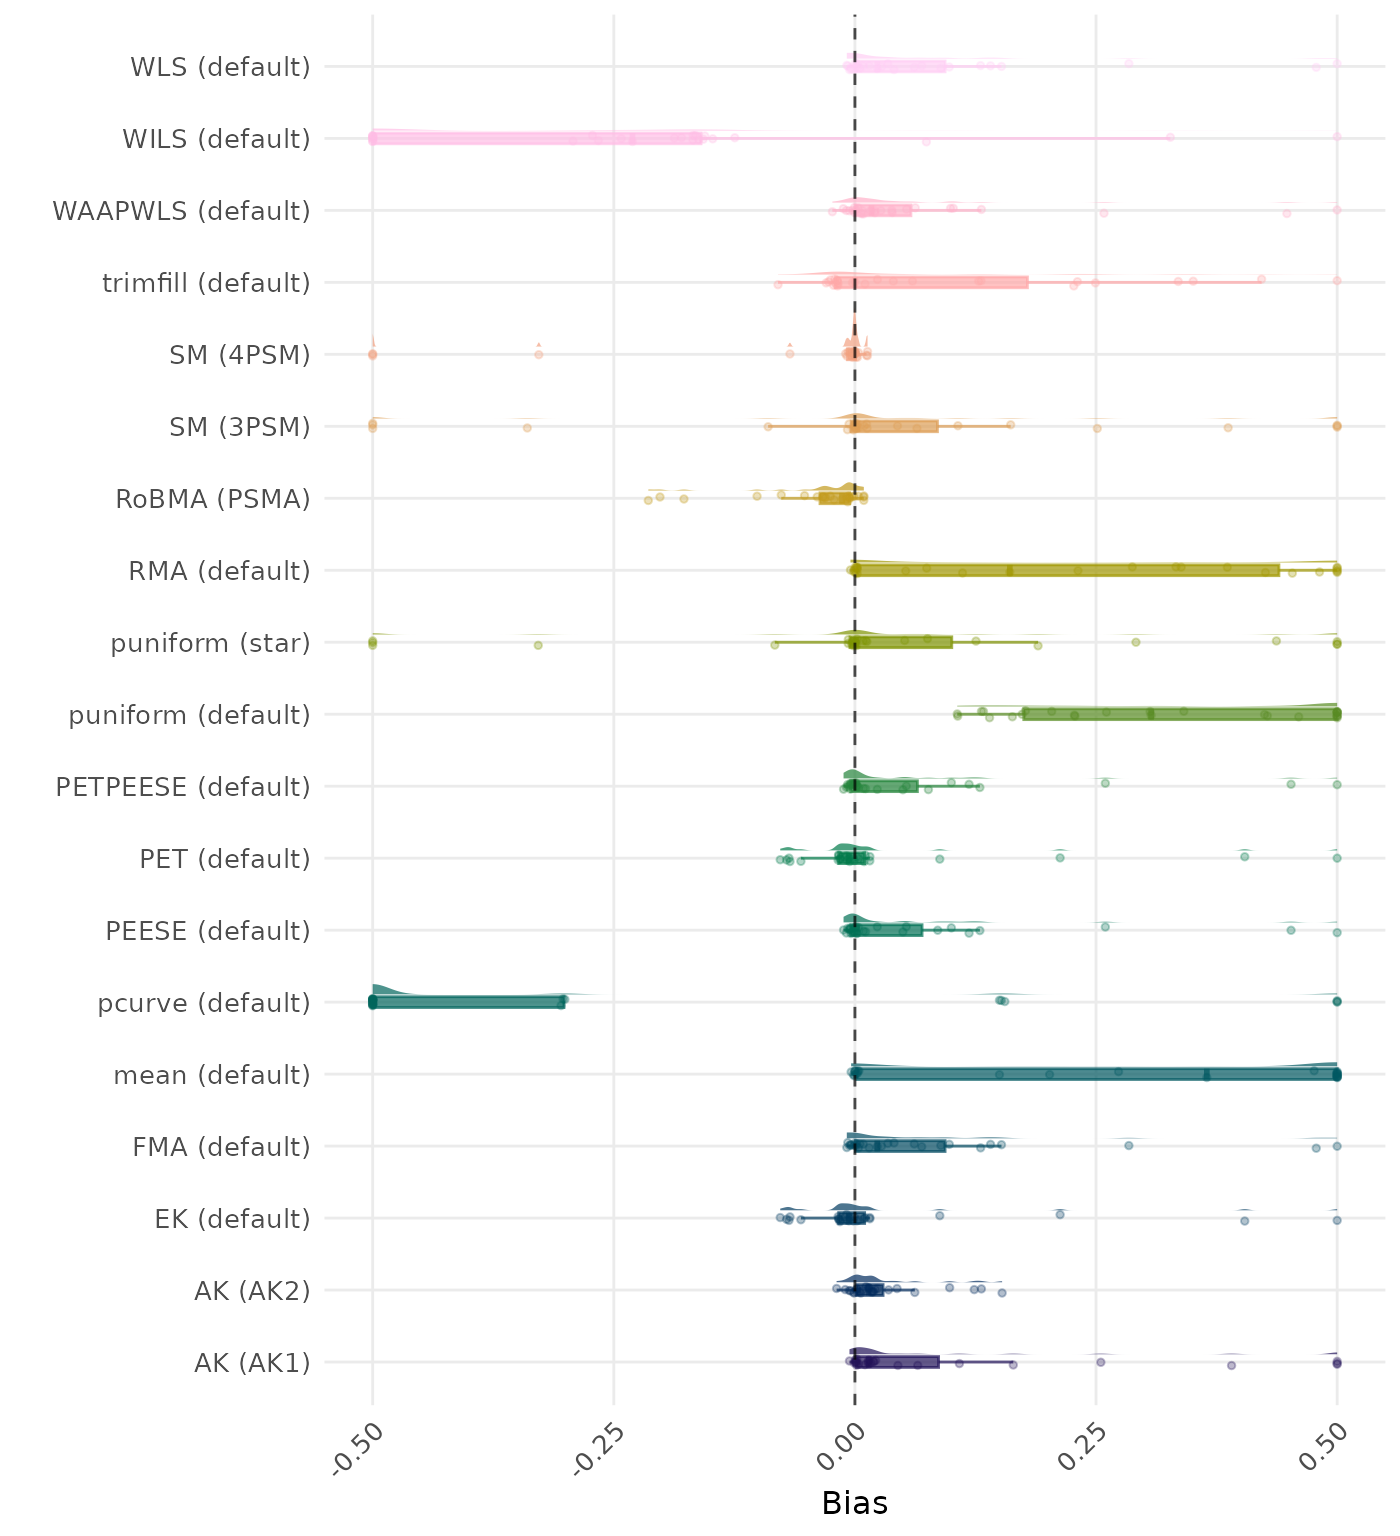 WLS (default)
WILS (default)
WAAPWLS (default)
trimfill (default)
SM (4PSM)
SM (3PSM)
RoBMA (PSMA)
RMA (default)
puniform (star)
puniform (default)
PETPEESE (default)
PET (default)
PEESE (default)
pcurve (default)
mean (default)
FMA (default)
EK (default)
AK (AK2)
AK (AK1)
-0.50
-0.25
0.00
0.25
0.50
Bias